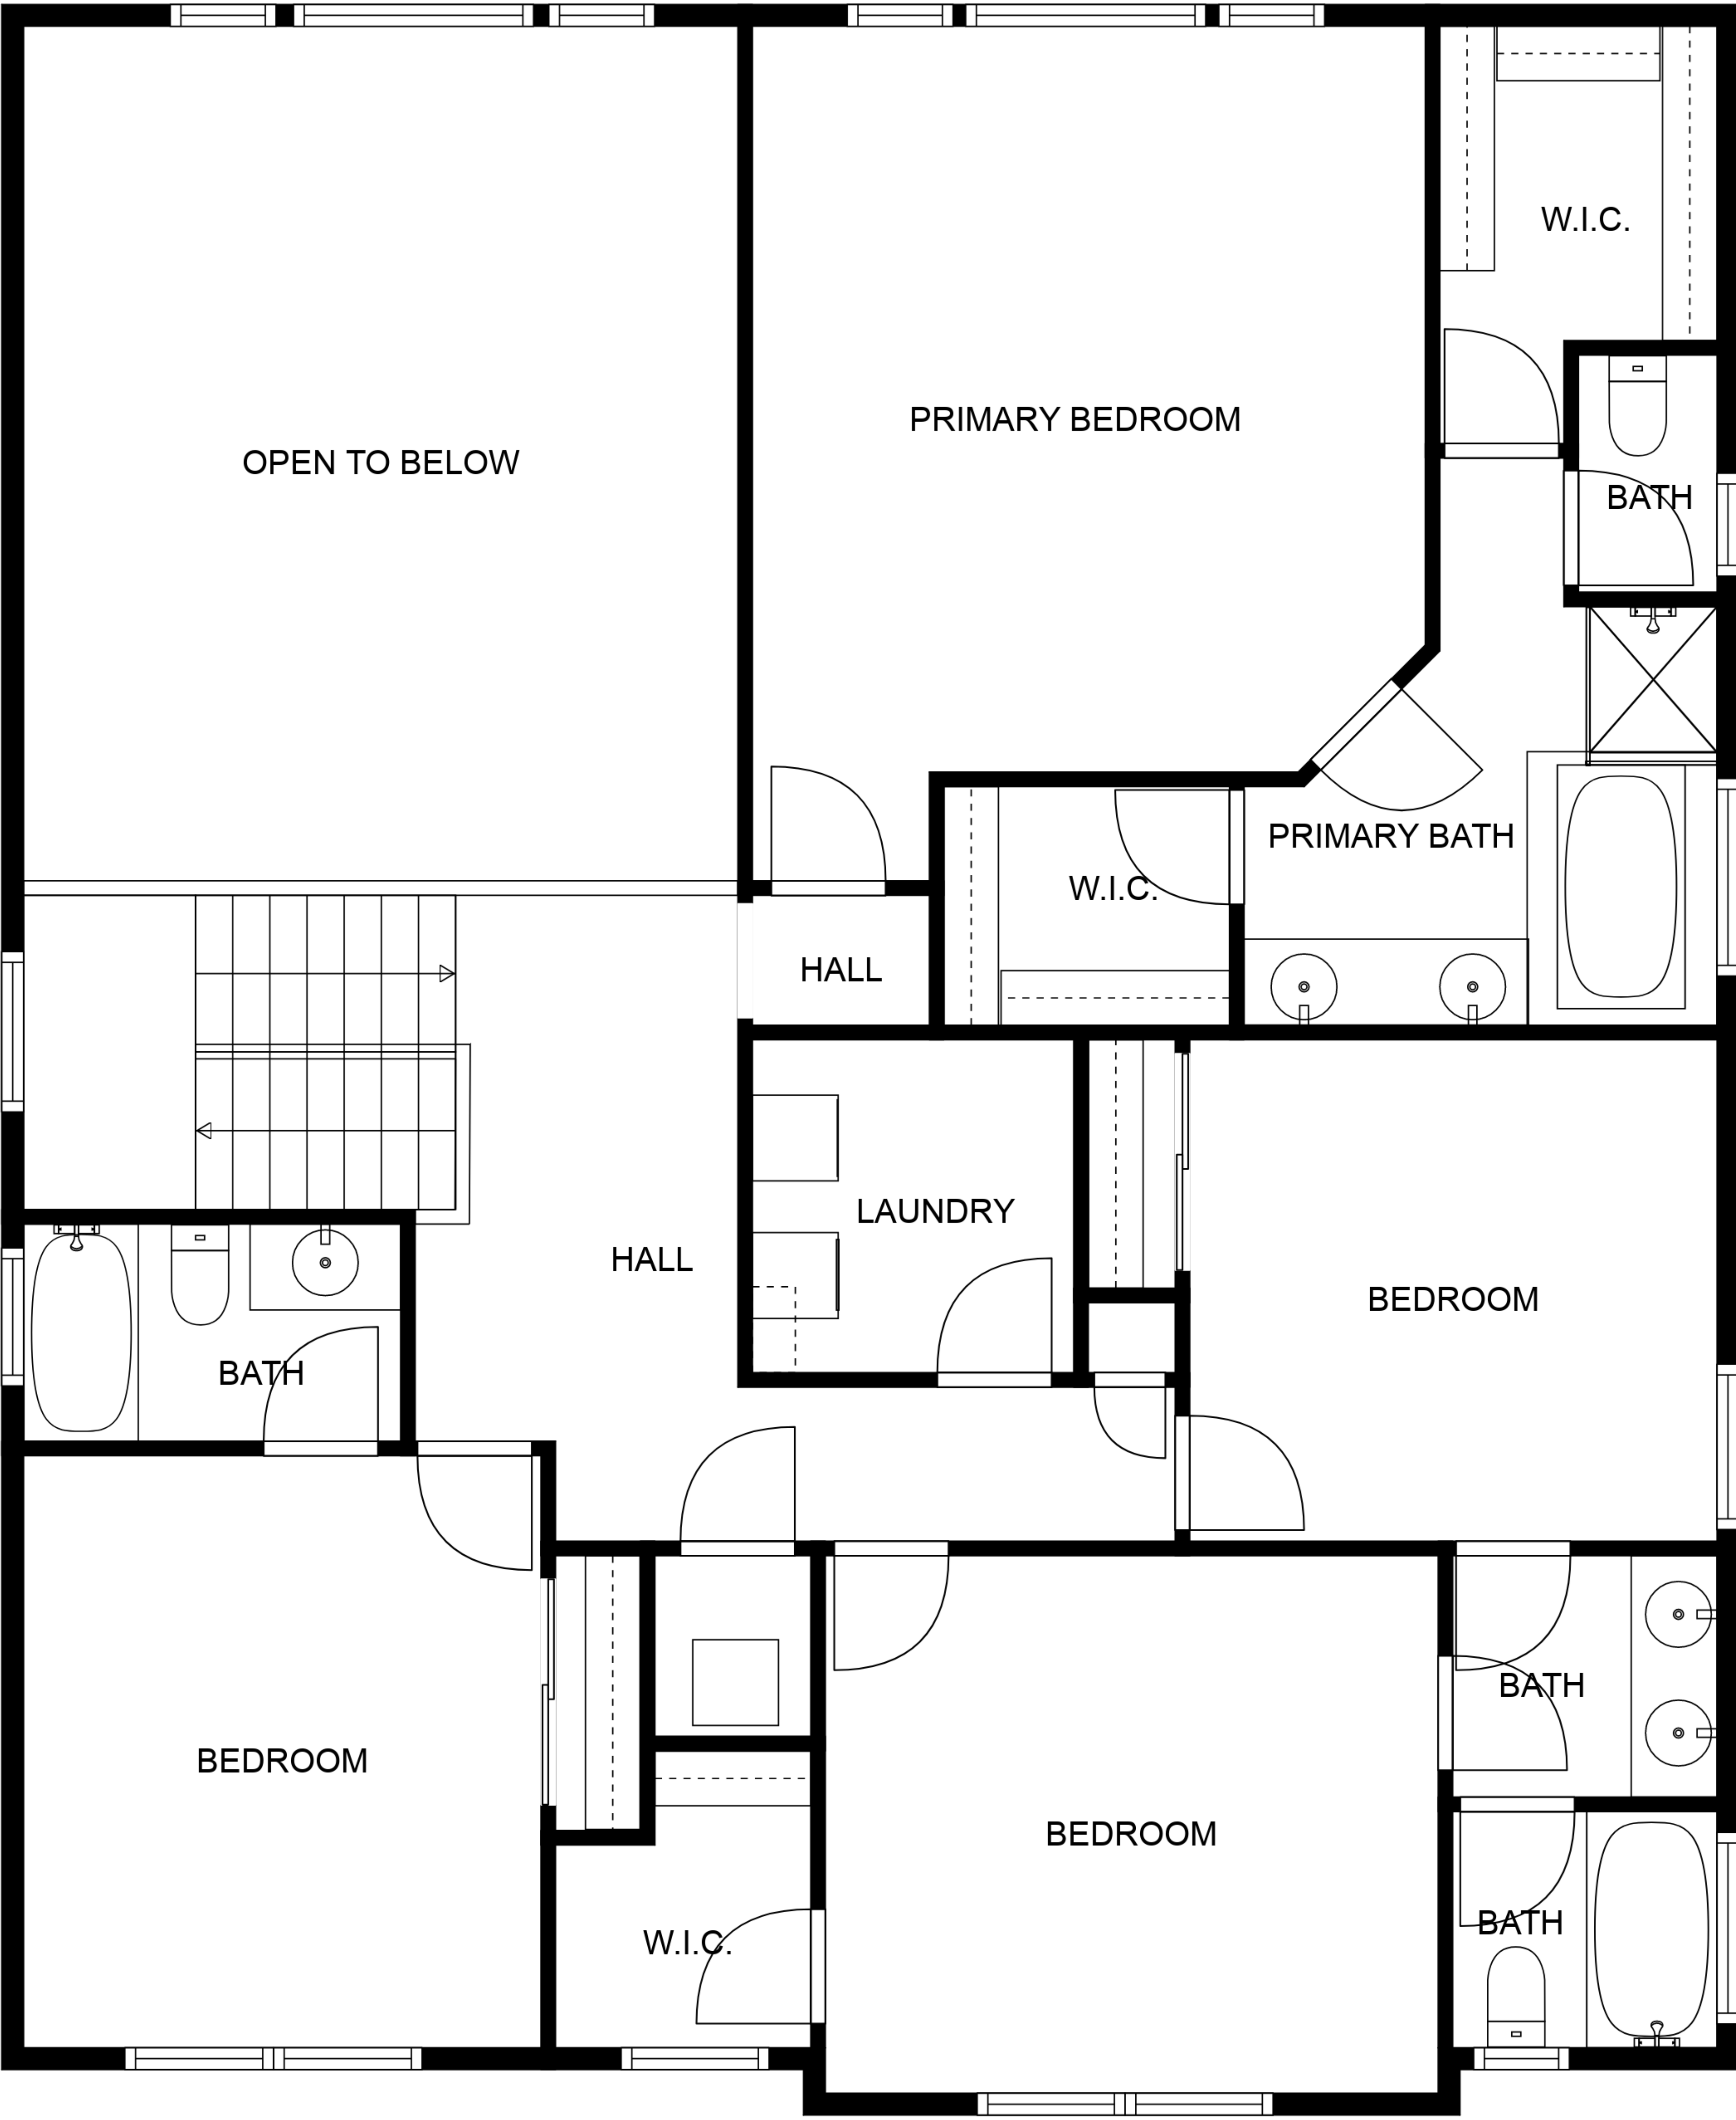 W.I.C.
PRIMARY BEDROOM
OPEN TO BELOW
BATH
PRIMARY BATH
W.I.C.
HALL
LAUNDRY
HALL
BEDROOM
BATH
BATH
BEDROOM
BEDROOM
BATH
W.I.C.